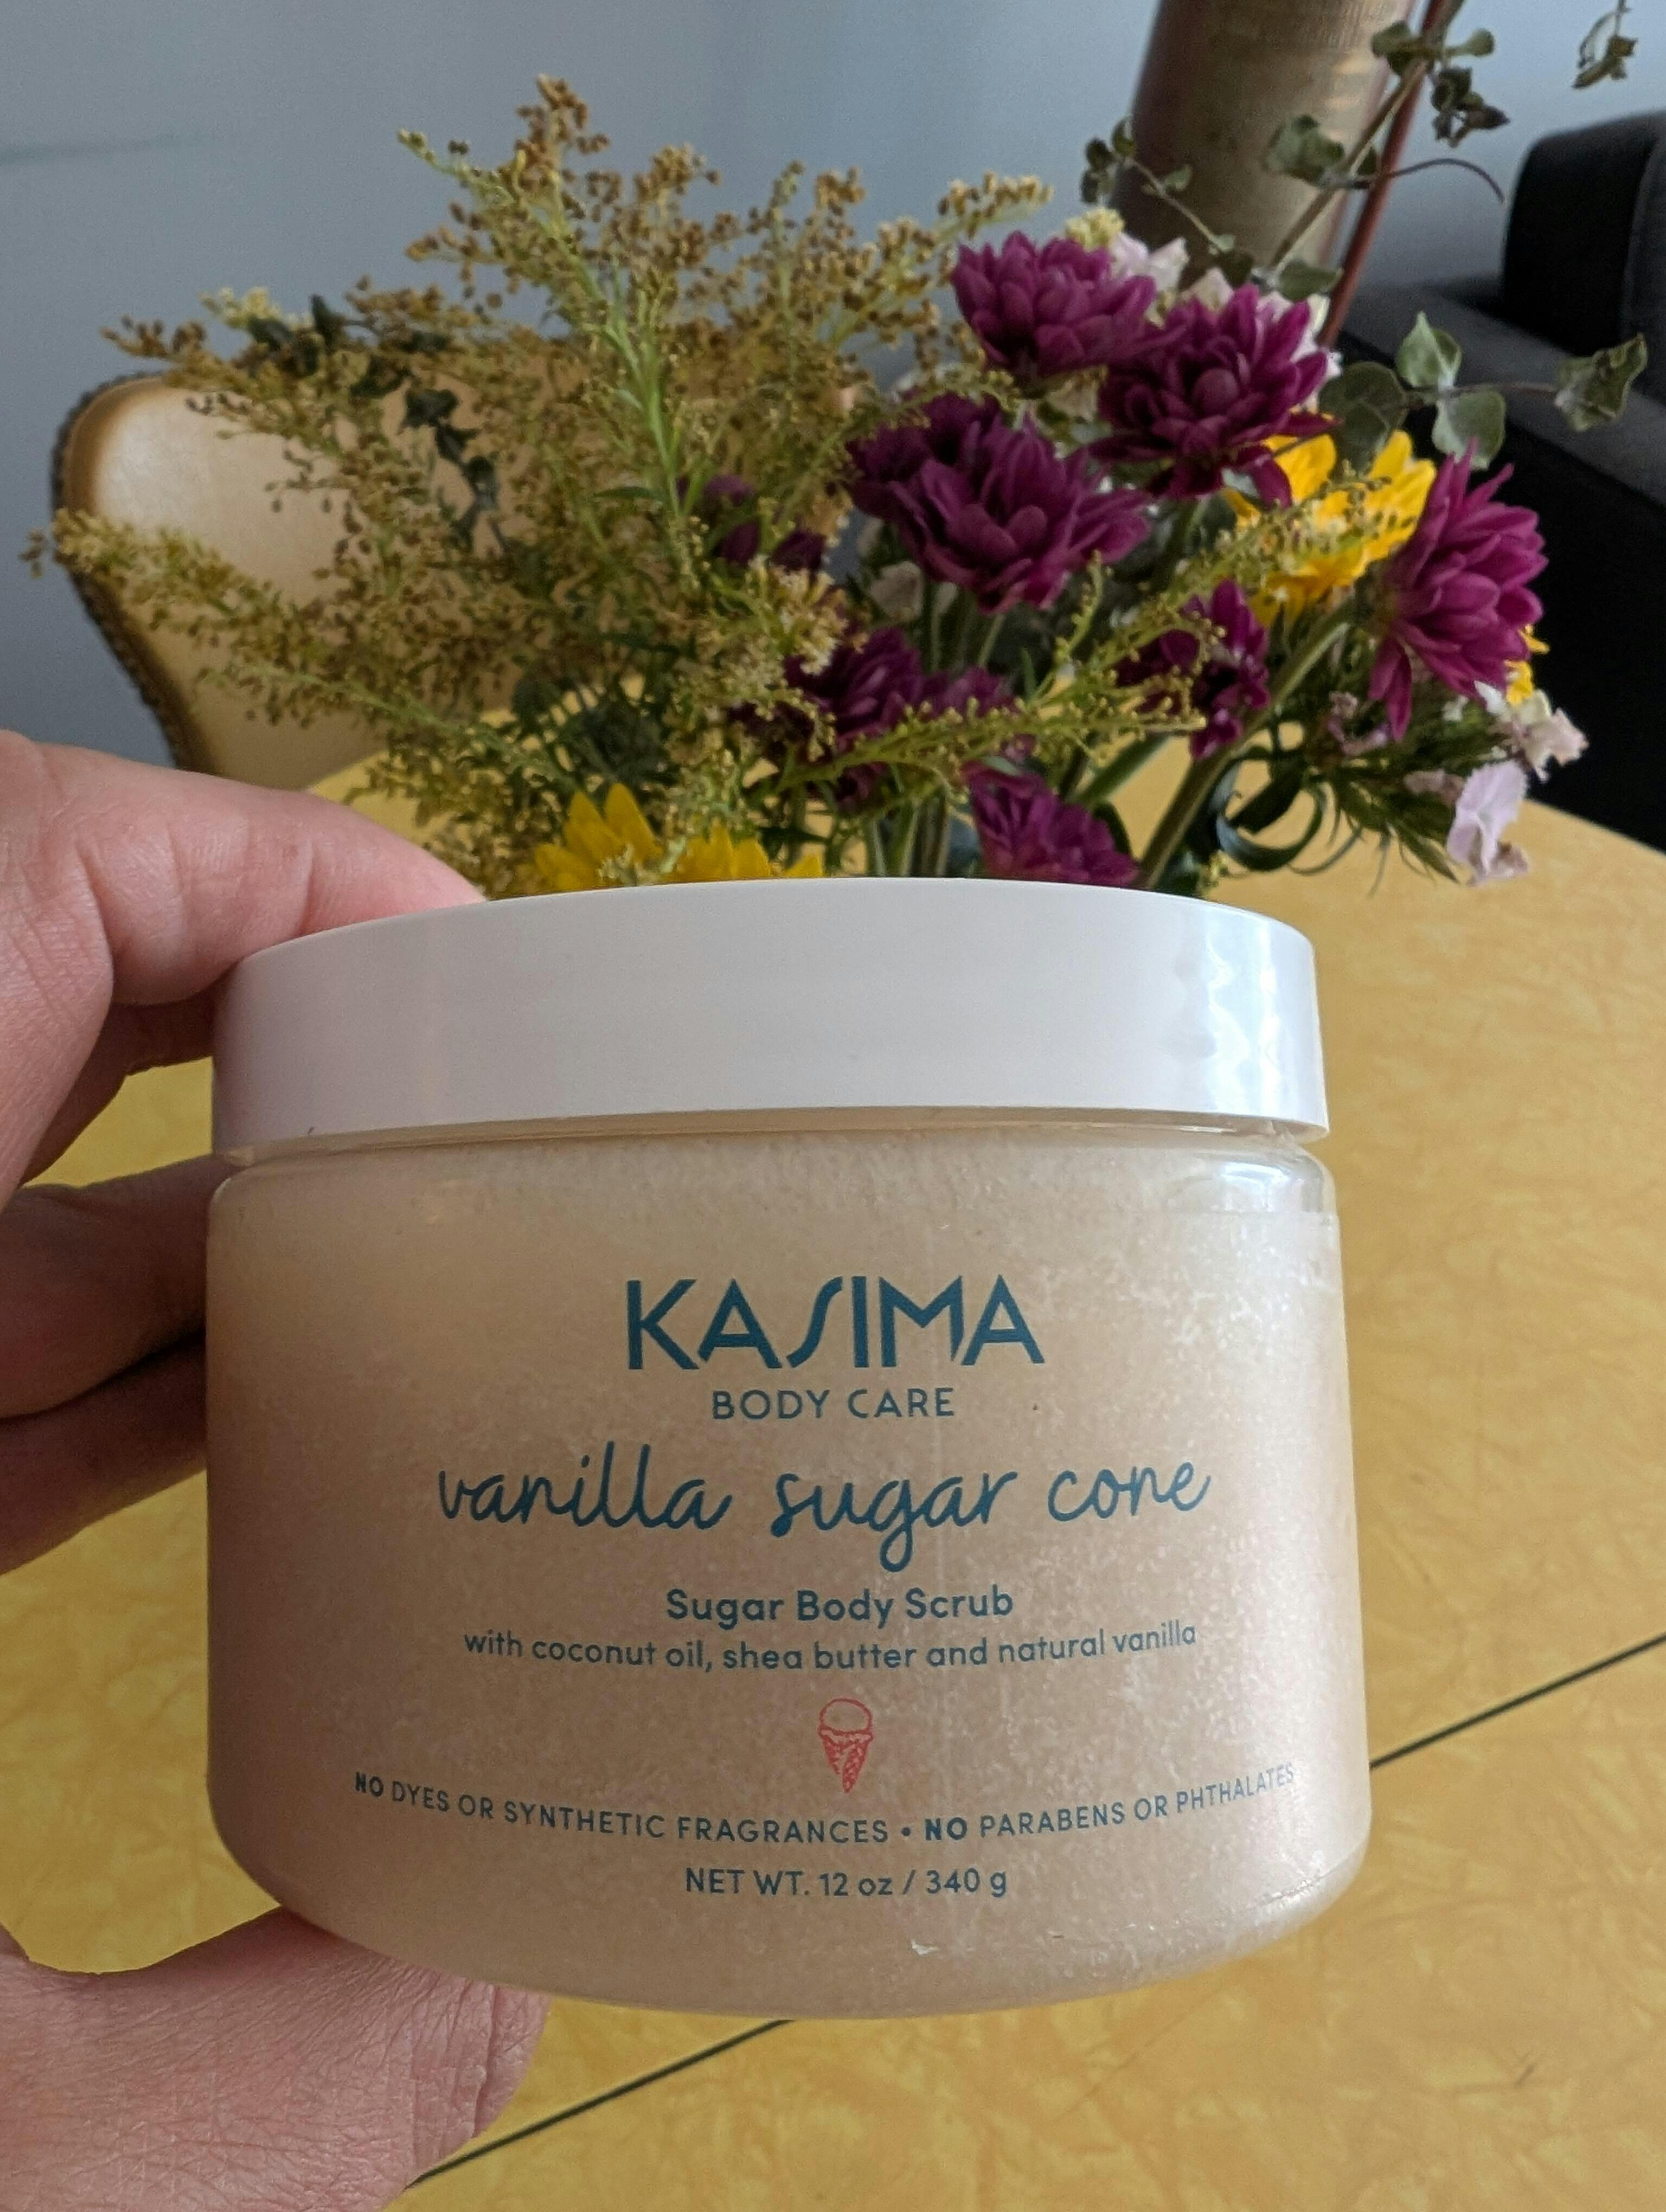 KASIMA
BODY CARE
vanilla sugar cone
Sugar Body Scrub
with coconut oil, shea butter and natural vanilla
NO DYES OR SYNTHETIC FRAGRANCES • NO PARABENS OR PHTHALATES
NET WT. 12 oz / 340 g